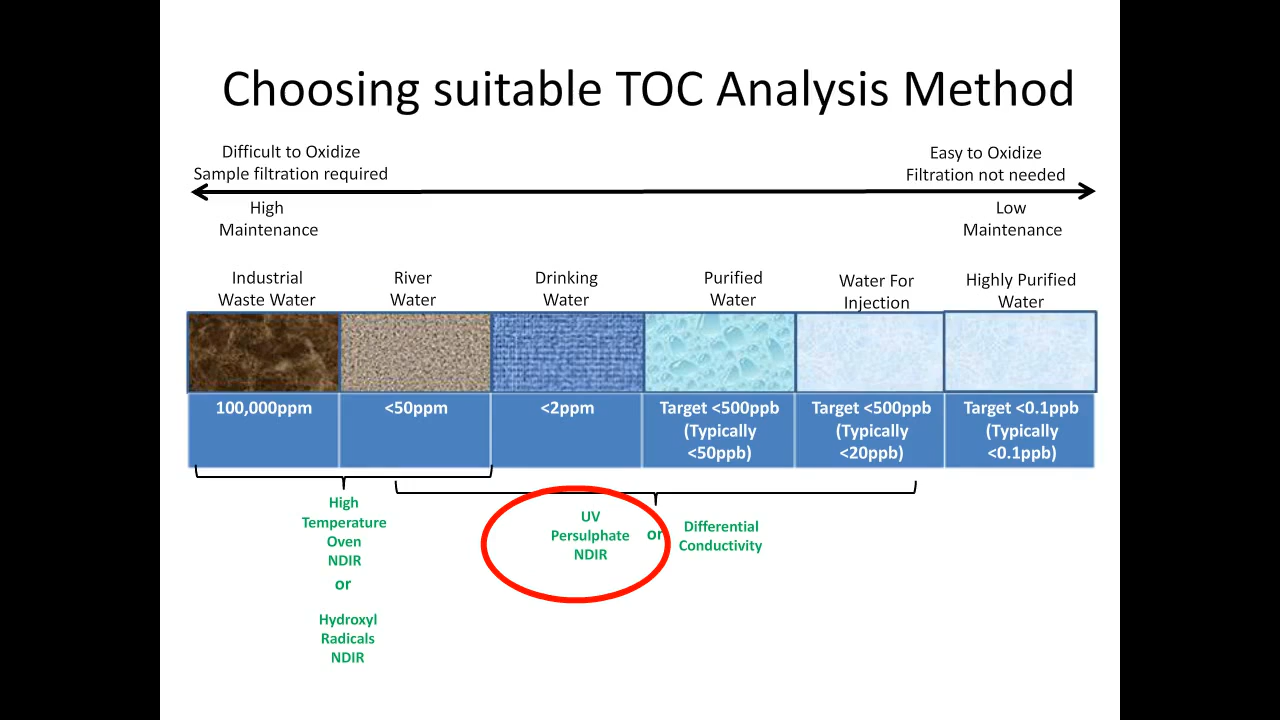 Choosing suitable TOC Analysis Method
Difficult to Oxidize
Sample filtration required
Easy to Oxidize
Filtration not needed
High
Maintenance
Low
Maintenance
Industrial
Waste Water
River
Water
Drinking
Water
Purified
Water
Water For
Injection
Highly Purified
Water
100,000ppm
<50ppm
<2ppm
Target <500ppb
(Typically
<50ppb)
Target <500ppb
(Typically
<20ppb)
Target <0.1ppb
(Typically
<0.1ppb)
High
Temperature
Oven
NDIR
or
Hydroxyl
Radicals
NDIR
UV
Persulphate
NDIR
or
Differential
Conductivity